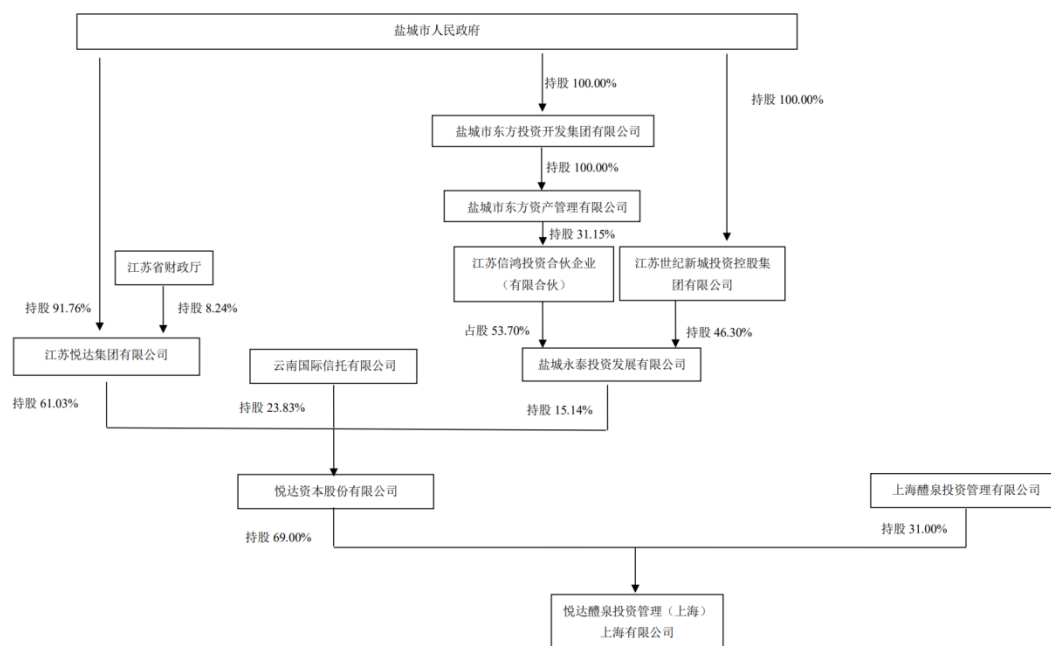 盐城市人民政府
持股 100.00%
持股 100.00%
盐城市东方投资开发集团有限公司
持股 100.00%
盐城市东方资产管理有限公司
持股 31.15%
江苏省财政厅
江苏信鸿投资合伙企业
（有限合伙）
江苏世纪新城投资控股集
团有限公司
持股 91.76%
持股 8.24%
占股 53.70%
持股 46.30%
江苏悦达集团有限公司
云南国际信托有限公司
盐城永泰投资发展有限公司
持股 61.03%
持股 23.83%
持股 15.14%
悦达资本股份有限公司
上海醴泉投资管理有限公司
持股 69.00%
持股 31.00%
悦达醴泉投资管理（上海）
上海有限公司